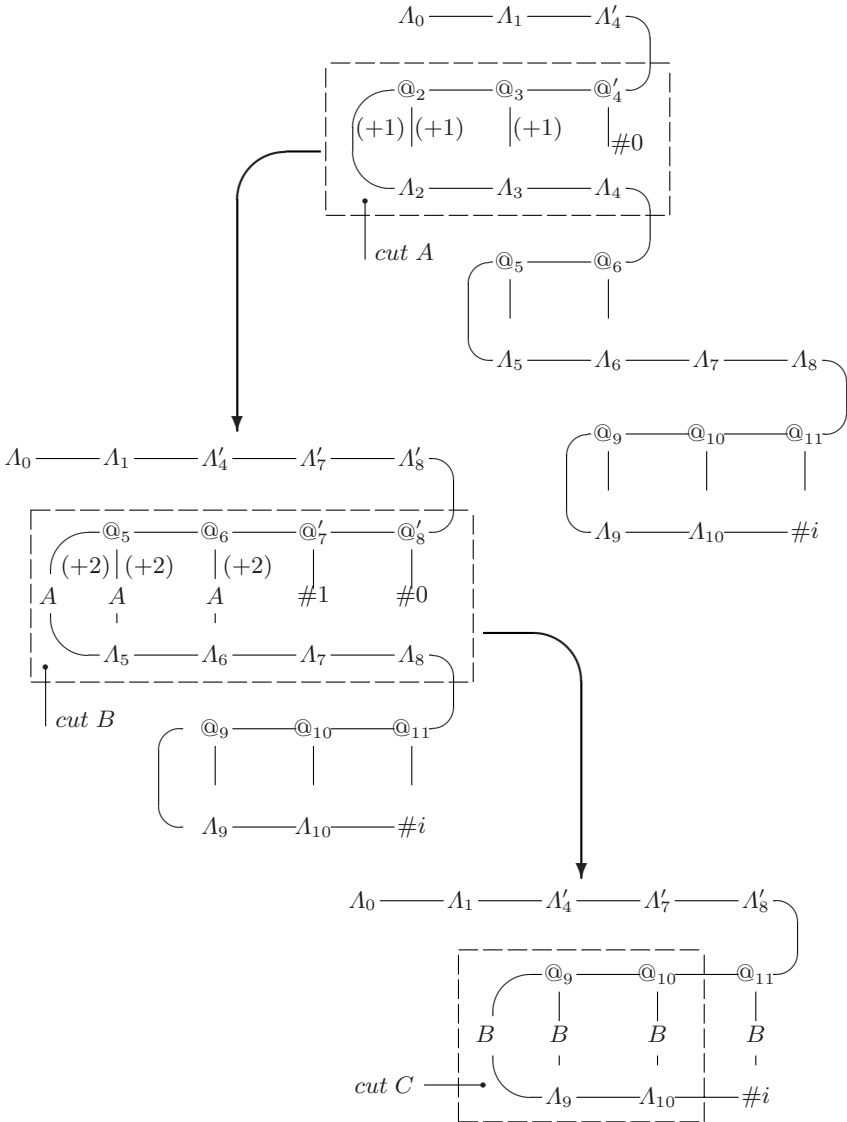 Λ₀ Λ₁ Λ′₄
@₂ @₃ @′₄
(+1) (+1) (+1) #0
Λ₂ Λ₃ Λ₄
cut A
@₅ @₆
Λ₅ Λ₆ Λ₇ Λ₈
@₉ @₁₀ @₁₁
Λ₉ Λ₁₀ #i
Λ₀ Λ₁ Λ′₄ Λ′₇ Λ′₈
@₅ @₆ @′₇ @′₈
(+2) (+2) (+2)
A A A #1 #0
Λ₅ Λ₆ Λ₇ Λ₈
cut B
@₉ @₁₀ @₁₁
Λ₉ Λ₁₀ #i
Λ₀ Λ₁ Λ′₄ Λ′₇ Λ′₈
@₉ @₁₀ @₁₁
B B B B
cut C
Λ₉ Λ₁₀ #i